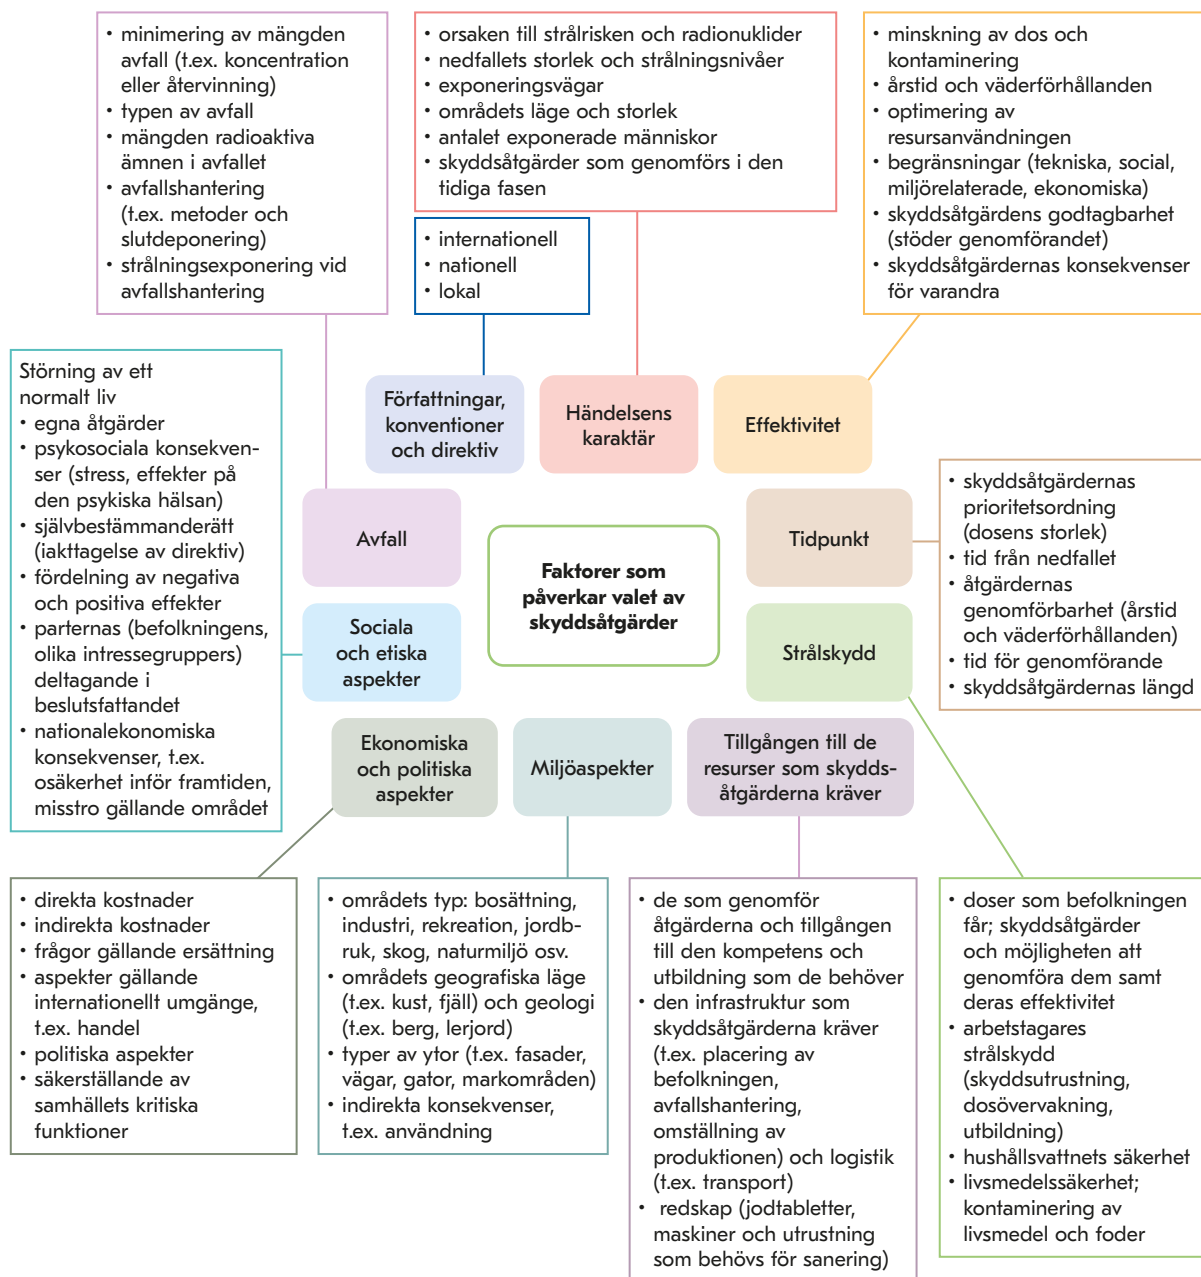 • minimering av mängden
avfall (t.ex. koncentration
eller återvinning)
• typen av avfall
• mängden radioaktiva
ämnen i avfallet
• avfallshantering
(t.ex. metoder och
slutdeponering)
• strålningsexponering vid
avfallshantering
• orsaken till strålrisken och radionuklider
• nedfallets storlek och strålningsnivåer
• exponeringsvägar
• områdets läge och storlek
• antalet exponerade människor
• skyddsåtgärder som genomförs i den
tidiga fasen
• internationell
• nationell
• lokal
• minskning av dos och
kontaminering
• årstid och väderförhållanden
• optimering av
resursanvändningen
• begränsningar (tekniska, social,
miljörelaterade, ekonomiska)
• skyddsåtgärdens godtagbarhet
(stöder genomförandet)
• skyddsåtgärdernas konsekvenser
för varandra
Störning av ett
normalt liv
• egna åtgärder
• psykosociala konsekven-
ser (stress, effekter på
den psykiska hälsan)
• självbestämmanderätt
(iakttagelse av direktiv)
• fördelning av negativa
och positiva effekter
• parternas (befolkningens,
olika intressegruppers)
deltagande i
beslutsfattandet
• nationalekonomiska
konsekvenser, t.ex.
osäkerhet inför framtiden,
misstro gällande området
Författningar,
konventioner
och direktiv
Händelsens
karaktär
Effektivitet
Avfall
Tidpunkt
Faktorer som
påverkar valet av
skyddsåtgärder
Sociala
och etiska
aspekter
Strålskydd
Ekonomiska
och politiska
aspekter
Miljöaspekter
Tillgången till de
resurser som skydds-
åtgärderna kräver
• skyddsåtgärdernas
prioritetsordning
(dosens storlek)
• tid från nedfallet
• åtgärdernas
genomförbarhet (årstid
och väderförhållanden)
• tid för genomförande
• skyddsåtgärdernas längd
• direkta kostnader
• indirekta kostnader
• frågor gällande ersättning
• aspekter gällande
internationellt umgänge,
t.ex. handel
• politiska aspekter
• säkerställande av
samhällets kritiska
funktioner
• områdets typ: bosättning,
industri, rekreation, jordb-
ruk, skog, naturmiljö osv.
• områdets geografiska läge
(t.ex. kust, fjäll) och geologi
(t.ex. berg, lerjord)
• typer av ytor (t.ex. fasader,
vägar, gator, markområden)
• indirekta konsekvenser,
t.ex. användning
• de som genomför
åtgärderna och tillgången
till den kompetens och
utbildning som de behöver
• den infrastruktur som
skyddsåtgärderna kräver
(t.ex. placering av
befolkningen,
avfallshantering,
omställning av
produktionen) och logistik
(t.ex. transport)
• redskap (jodtabletter,
maskiner och utrustning
som behövs för sanering)
• doser som befolkningen
får; skyddsåtgärder
och möjligheten att
genomföra dem samt
deras effektivitet
• arbetstagares
strålskydd
(skyddsutrustning,
dosövervakning,
utbildning)
• hushållsvattnets säkerhet
• livsmedelssäkerhet;
kontaminering av
livsmedel och foder